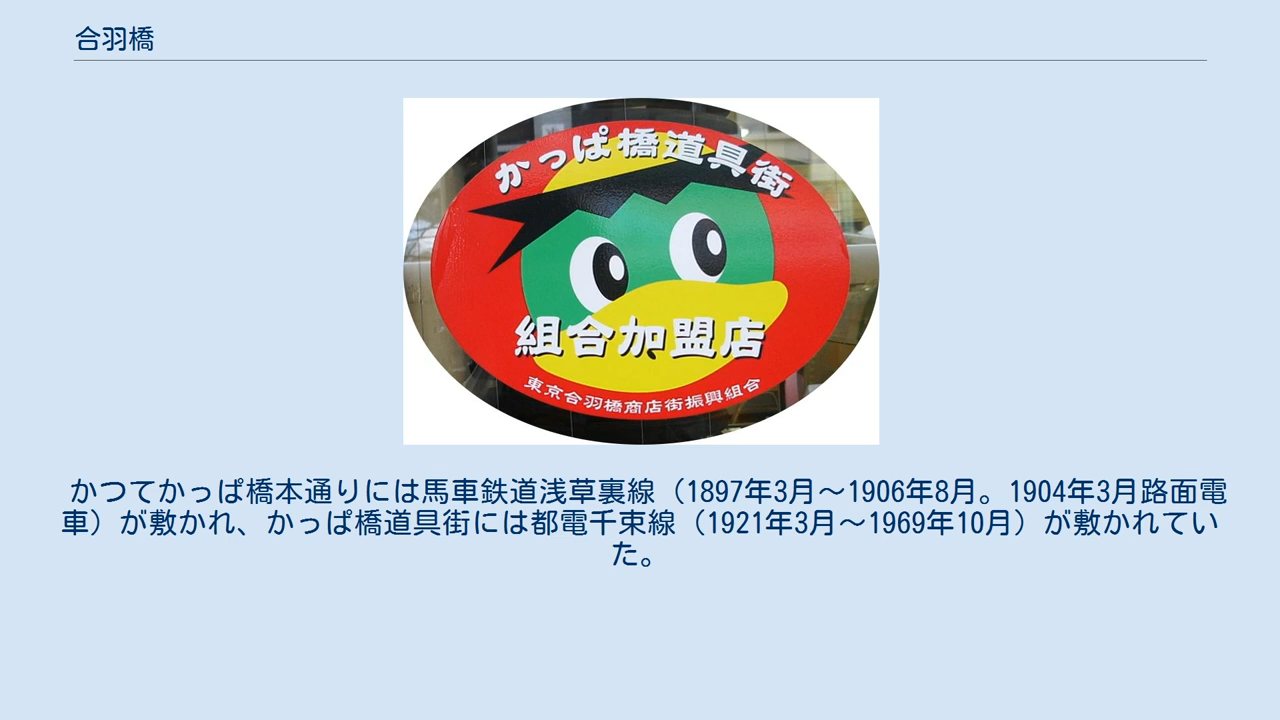 合羽橋
かっぱ橋道具街
組合加盟店
東京合羽橋商店街振興組合
かつてかっぱ橋本通りには馬車鉄道浅草裏線（1897年3月～1906年8月。1904年3月路面電
車）が敷かれ、かっぱ橋道具街には都電千束線（1921年3月～1969年10月）が敷かれてい
た。